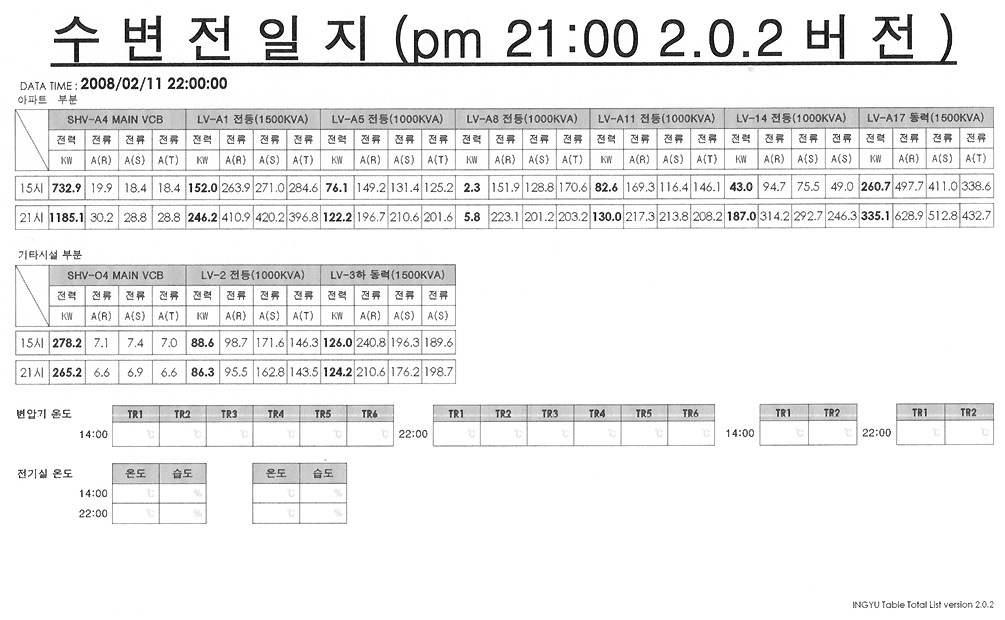 수 변 전 일 지 (pm 21:00 2.0.2 버 전 )
DATA TIME : 2008/02/11 22:00:00
아파트 부분
SHV-A4 MAIN VCB LV-A1 전등(1500KVA) LV-A5 전등(1000KVA) LV-A8 전등(1000KVA) LV-A11 전등(1000KVA) LV-14 전등(1000KVA) LV-A17 동력(1500KVA)
전력 전류 전류 전류 전력 전류 전류 전류 전력 전류 전류 전류 전력 전류 전류 전류 전력 전류 전류 전류 전력 전류 전류 전류 전력 전류 전류 전류
KW A(R) A(S) A(T) KW A(R) A(S) A(T) KW A(R) A(S) A(T) KW A(R) A(S) A(T) KW A(R) A(S) A(T) KW A(R) A(S) A(T) KW A(R) A(S) A(T)
15시 732.9 19.9 18.4 18.4 152.0 263.9 271.0 284.6 76.1 149.2 131.4 125.2 2.3 151.9 128.8 170.6 82.6 169.3 116.4 146.1 43.0 94.7 75.5 49.0 260.7 497.7 411.0 338.6
21시 1185.1 30.2 28.8 28.8 246.2 410.9 420.2 396.8 122.2 196.7 210.6 201.6 5.8 223.1 201.2 203.2 130.0 217.3 213.8 208.2 187.0 314.2 292.7 246.3 335.1 628.9 512.8 432.7
기타시설 부분
SHV-O4 MAIN VCB LV-2 전등(1000KVA) LV-3하 동력(1500KVA)
전력 전류 전류 전류 전력 전류 전류 전류 전력 전류 전류 전류
KW A(R) A(S) A(T) KW A(R) A(S) A(T) KW A(R) A(S) A(S)
15시 278.2 7.1 7.4 7.0 88.6 98.7 171.6 146.3 126.0 240.8 196.3 189.6
21시 265.2 6.6 6.9 6.6 86.3 95.5 162.8 143.5 124.2 210.6 176.2 198.7
변압기 온도 TR1 TR2 TR3 TR4 TR5 TR6 TR1 TR2 TR3 TR4 TR5 TR6 TR1 TR2 TR1 TR2
14:00 ℃ ℃ ℃ ℃ ℃ ℃ 22:00 ℃ ℃ ℃ ℃ ℃ ℃ 14:00 ℃ ℃ 22:00 ℃ ℃
전기실 온도 온도 습도 온도 습도
14:00 ℃ % ℃ %
22:00 ℃ % ℃ %
INGYU Table Total List version 2.0.2